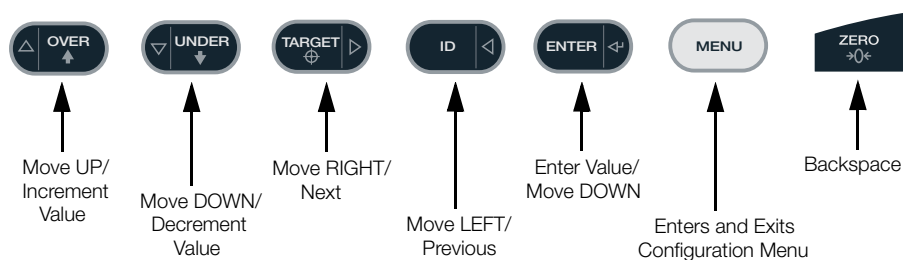 OVER
UNDER
TARGET
ID
ENTER
MENU
ZERO
→0←
Move UP/
Increment
Value
Move DOWN/
Decrement
Value
Move RIGHT/
Next
Move LEFT/
Previous
Enter Value/
Move DOWN
Enters and Exits
Configuration Menu
Backspace